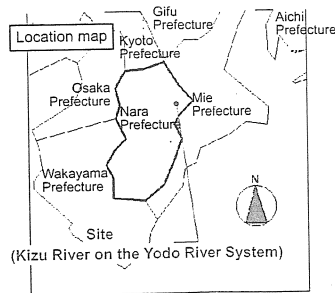 Location map
Gifu
Prefecture
Aichi
Prefecture
Kyoto
Prefecture
Osaka
Prefecture
Nara
Prefecture
Mie
Prefecture
Wakayama
Prefecture
N
Site
(Kizu River on the Yodo River System)